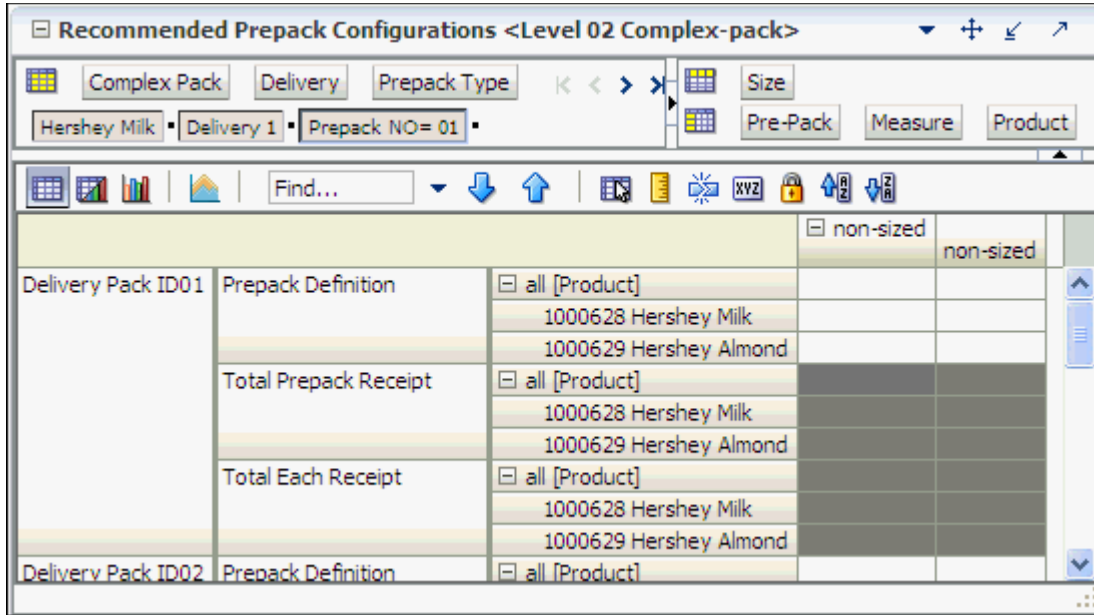 Recommended Prepack Configurations <Level 02 Complex-pack>
Complex Pack Delivery Prepack Type Size
Hershey Milk Delivery 1 Prepack NO= 01 Pre-Pack Measure Product
Find... XYZ
non-sized
non-sized
Delivery Pack ID01 Prepack Definition all [Product]
1000628 Hershey Milk
1000629 Hershey Almond
Total Prepack Receipt all [Product]
1000628 Hershey Milk
1000629 Hershey Almond
Total Each Receipt all [Product]
1000628 Hershey Milk
1000629 Hershey Almond
Delivery Pack ID02 Prepack Definition all [Product]